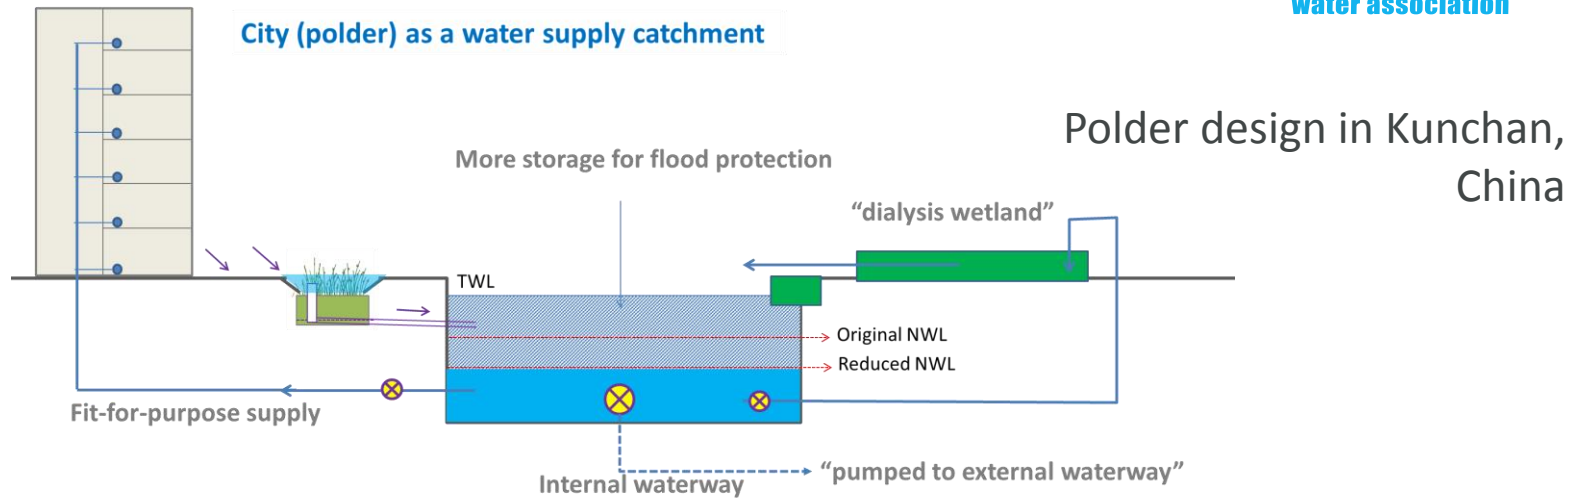 water association
City (polder) as a water supply catchment
Polder design in Kunchan,
China
More storage for flood protection
“dialysis wetland”
TWL
Original NWL
Reduced NWL
Fit-for-purpose supply
“pumped to external waterway”
Internal waterway